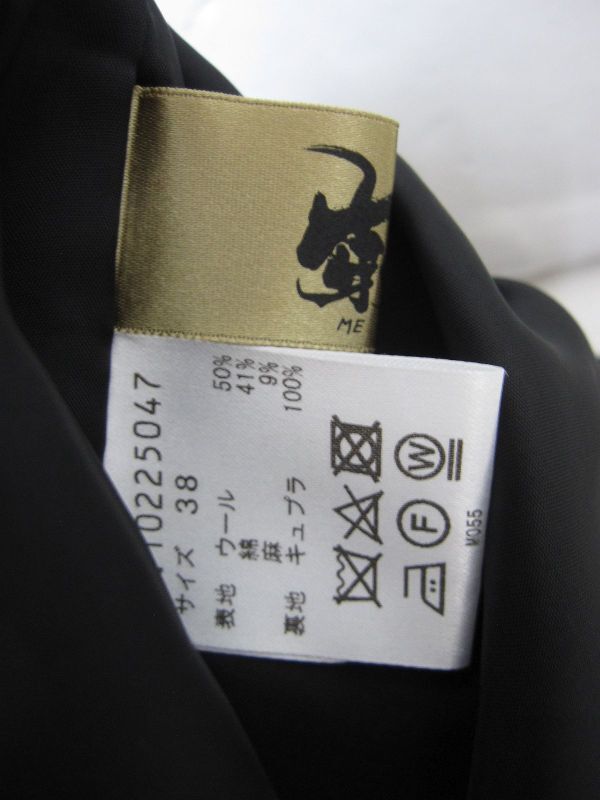 ME
10225047
サイズ 38
表地 ウール 50%
綿 41%
麻 9%
裏地 キュプラ 100%
W
F
M055